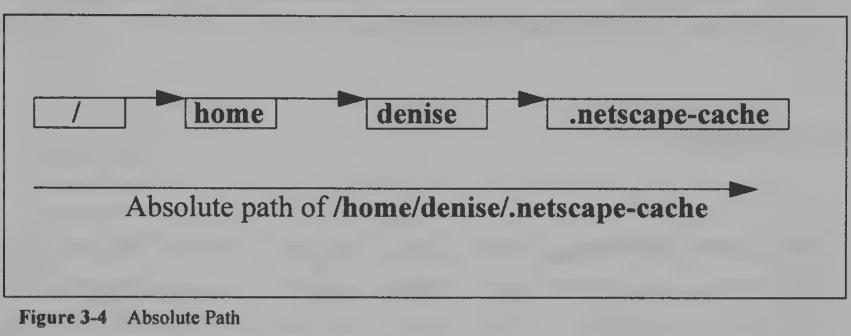 / home denise .netscape-cache
Absolute path of /home/denise/.netscape-cache
Figure 3-4 Absolute Path